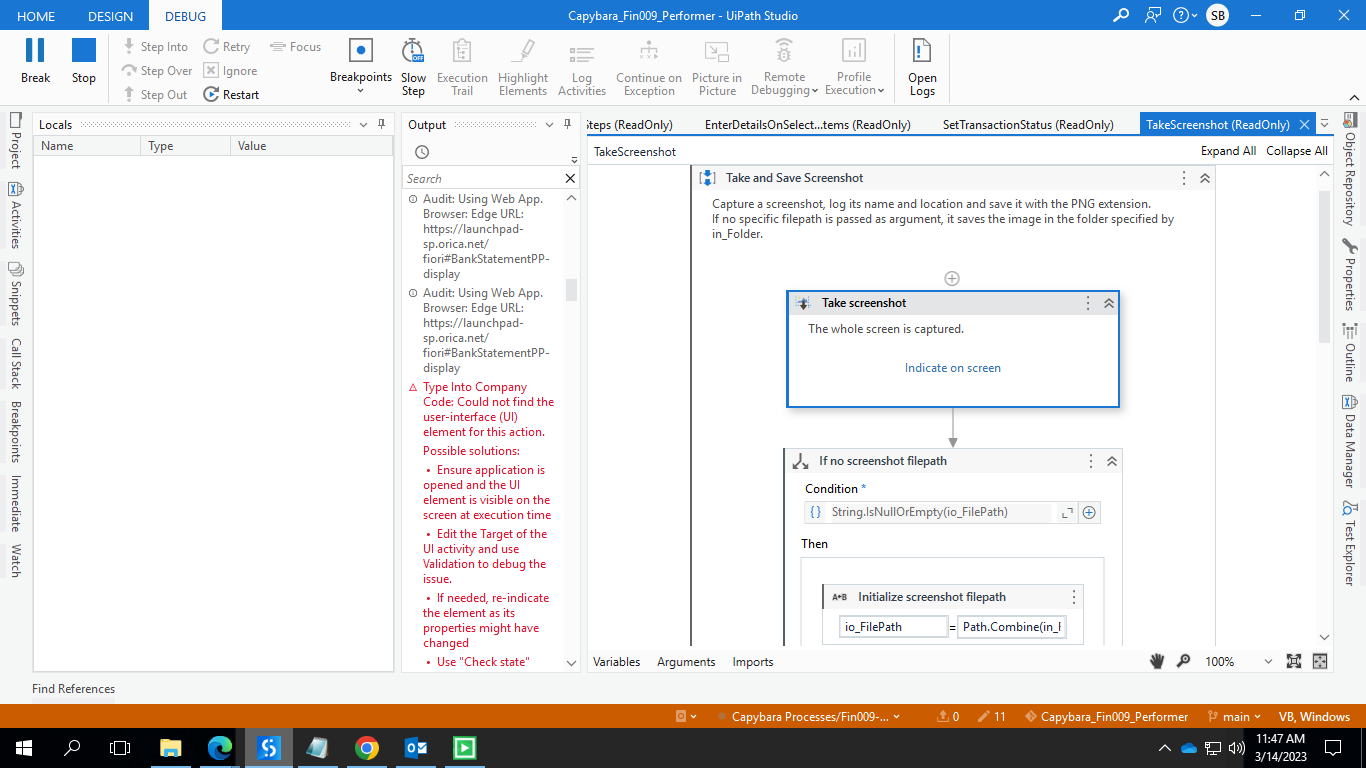 HOME DESIGN DEBUG
Capybara_Fin009_Performer - UiPath Studio
SB
Break
Stop
Step Into
Step Over
Step Out
Retry
Ignore
Restart
Focus
Breakpoints
Slow
Step
Execution
Trail
Highlight
Elements
Log
Activities
Continue on
Exception
Picture in
Picture
Remote
Debugging
Profile
Execution
Open
Logs
Project
Activities
Snippets
Call Stack
Breakpoints
Immediate
Watch
Locals
Name Type Value
Output
Search
Audit: Using Web App.
Browser: Edge URL:
https://launchpad-
sp.orica.net/
fiori#BankStatementPP-
display
Audit: Using Web App.
Browser: Edge URL:
https://launchpad-
sp.orica.net/
fiori#BankStatementPP-
display
Type Into Company
Code: Could not find the
user-interface (UI)
element for this action.
Possible solutions:
• Ensure application is
opened and the UI
element is visible on the
screen at execution time
• Edit the Target of the
UI activity and use
Validation to debug the
issue.
• If needed, re-indicate
the element as its
properties might have
changed
• Use "Check state"
Steps (ReadOnly) EnterDetailsOnSelect...tems (ReadOnly) SetTransactionStatus (ReadOnly) TakeScreenshot (ReadOnly)
TakeScreenshot
Expand All Collapse All
Take and Save Screenshot
Capture a screenshot, log its name and location and save it with the PNG extension.
If no specific filepath is passed as argument, it saves the image in the folder specified by
in_Folder.
Take screenshot
The whole screen is captured.
Indicate on screen
If no screenshot filepath
Condition *
String.IsNullOrEmpty(io_FilePath)
Then
A+B Initialize screenshot filepath
io_FilePath = Path.Combine(in_F
Variables Arguments Imports
100%
Object Repository
Properties
Outline
Data Manager
Test Explorer
Find References
Capybara Processes/Fin009-...
0
11
Capybara_Fin009_Performer
main
VB, Windows
11:47 AM
3/14/2023